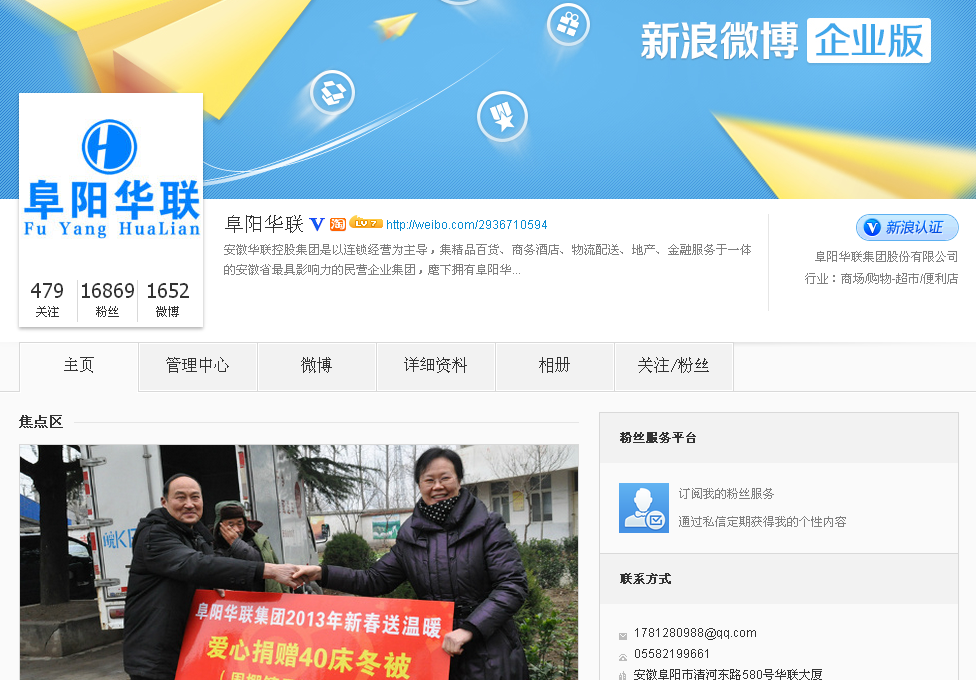 新浪微博 企业版
阜阳华联
Fu Yang HuaLian
479 16869 1652
关注 粉丝 微博
阜阳华联 V 淘 LV 7 http://weibo.com/2936710594
安徽华联控股集团是以连锁经营为主导，集精品百货、商务酒店、物流配送、地产、金融服务于一体
的安徽省最具影响力的民营企业集团，麾下拥有阜阳华...
V 新浪认证
阜阳华联集团股份有限公司
行业：商场/购物-超市/便利店
主页 管理中心 微博 详细资料 相册 关注/粉丝
焦点区
皖K
阜阳华联集团2013年新春送温暖
爱心捐赠40床冬被
粉丝服务平台
订阅我的粉丝服务
通过私信定期获得我的个性内容
联系方式
1781280988@qq.com
05582199661
安徽阜阳市清河东路580号华联大厦